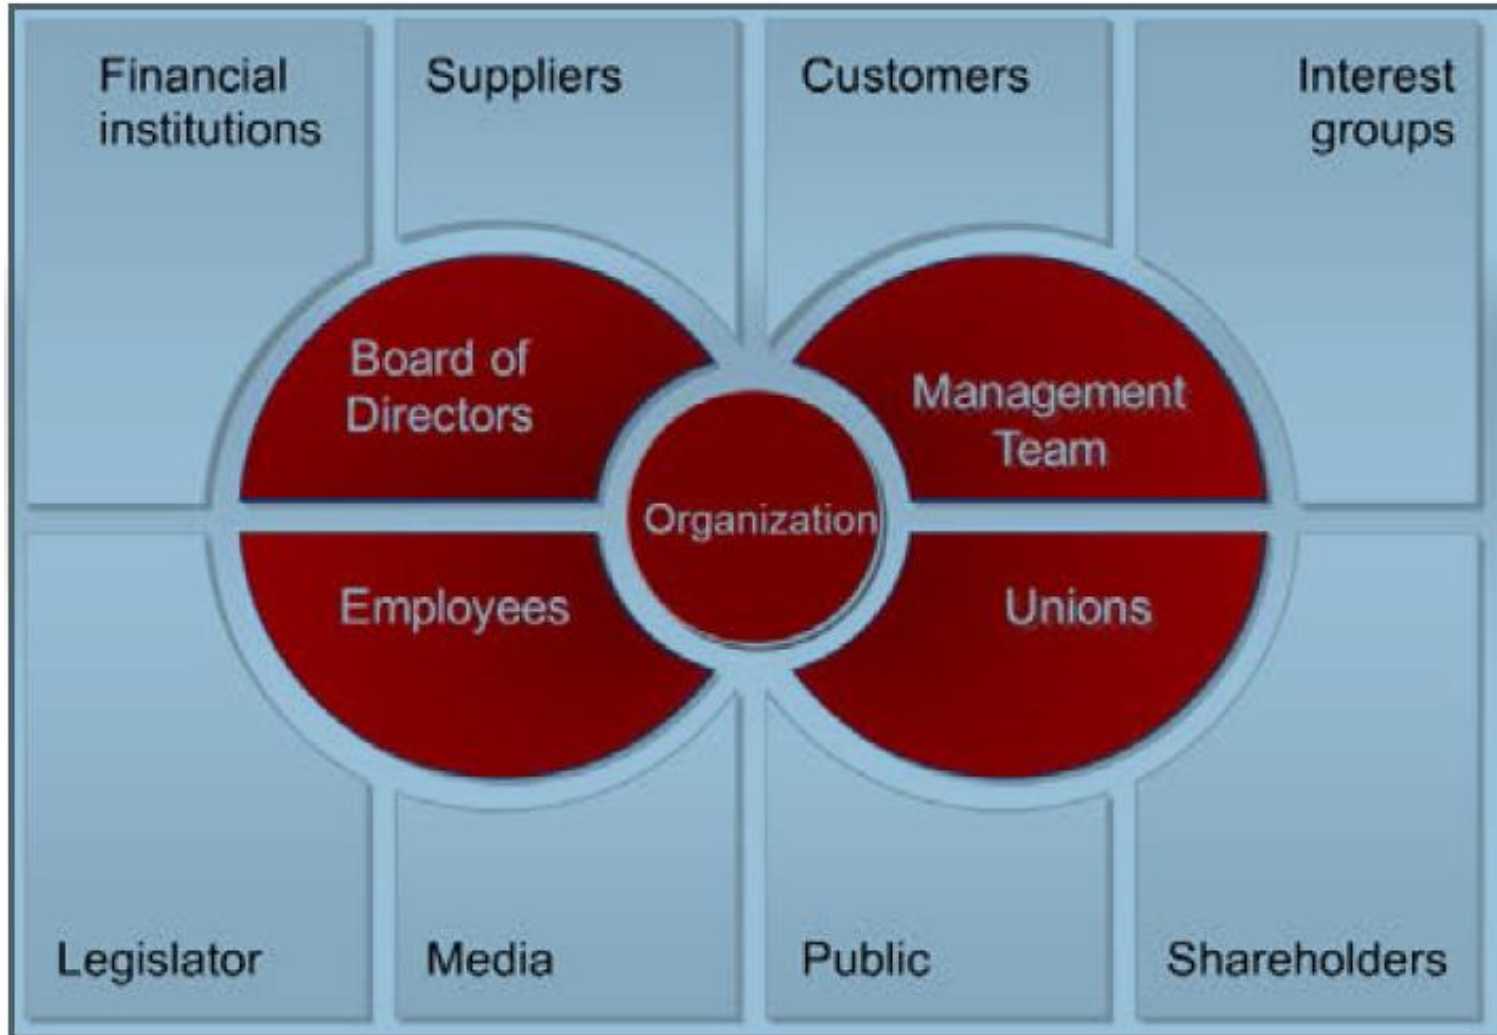 Financial
institutions
Suppliers
Customers
Interest
groups
Board of
Directors
Management
Team
Organization
Employees
Unions
Legislator
Media
Public
Shareholders